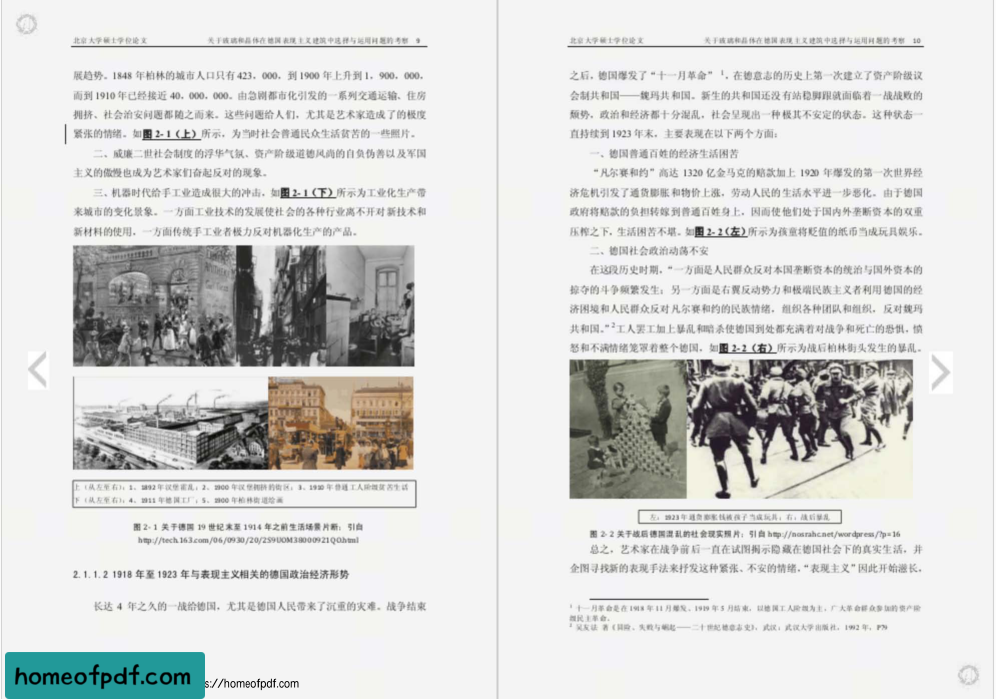 北京大学硕士学位论文 关于玻璃和晶体在德国表现主义建筑中选择与运用问题的考察 9
展趋势。1848 年柏林的城市人口只有 423，000，到 1900 年上升到 1，900，000，
而到 1910 年已经接近 40，000，000。由急剧都市化引发的一系列交通运输、住房
拥挤、社会治安问题都随之而来。这些问题给人们，尤其是艺术家造成了的极度
紧张的情绪。如图 2-1（上）所示，为当时社会普通民众生活贫苦的一些照片。
二、威廉二世社会制度的浮华气氛、资产阶级道德风尚的自负伪善以及军国
主义的傲慢也成为艺术家们奋起反对的现象。
三、机器时代给手工业造成很大的冲击，如图 2-1（下）所示为工业化生产带
来城市的变化景象。一方面工业技术的发展使社会的各种行业离不开对新技术和
新材料的使用，一方面传统手工业者极力反对机器化生产的产品。
上（从左至右）：1、1892 年汉堡霍乱；2、1900 年汉堡拥挤的街区；3、1910 年普通工人阶级贫苦生活
下（从左至右）：4、1911 年德国工厂；5、1900 年柏林街道绘画
图 2-1 关于德国 19 世纪末至 1914 年之前生活场景片断：引自
http://tech.163.com/06/0930/20/2S9U0M38000921QO.html
2.1.1.2 1918 年至 1923 年与表现主义相关的德国政治经济形势
长达 4 年之久的一战给德国，尤其是德国人民带来了沉重的灾难。战争结束
北京大学硕士学位论文 关于玻璃和晶体在德国表现主义建筑中选择与运用问题的考察 10
之后，德国爆发了“十一月革命” 1，在德意志的历史上第一次建立了资产阶级议
会制共和国——魏玛共和国。新生的共和国还没有站稳脚跟就面临着一战战败的
颓势，政治和经济都十分混乱，社会呈现出一种极其不安定的状态。这种状态一
直持续到 1923 年末，主要表现在以下两个方面：
一、德国普通百姓的经济生活困苦
“凡尔赛和约”高达 1320 亿金马克的赔款加上 1920 年爆发的第一次世界经
济危机引发了通货膨胀和物价上涨，劳动人民的生活水平进一步恶化。由于德国
政府将赔款的负担转嫁到普通百姓身上，因而使他们处于国内外垄断资本的双重
压榨之下，生活困苦不堪。如图 2-2（左）所示为孩童将贬值的纸币当成玩具娱乐。
二、德国社会政治动荡不安
在这段历史时期，“一方面是人民群众反对本国垄断资本的统治与国外资本的
掠夺的斗争频繁发生；另一方面是右翼反动势力和极端民族主义者利用德国的经
济困境和人民群众反对凡尔赛和约的民族情绪，组织各种团队和组织，反对魏玛
共和国。”2 工人罢工加上暴乱和暗杀使德国到处都充满着对战争和死亡的恐惧，愤
怒和不满情绪笼罩着整个德国，如图 2-2（右）所示为战后柏林街头发生的暴乱。
左：1923 年通货膨胀钱被孩子当成玩具；右：战后暴乱
图 2-2 关于战后德国混乱的社会现实照片：引自 http://nosrahc.net/wordpress/?p=16
总之，艺术家在战争前后一直在试图揭示隐藏在德国社会下的真实生活，并
企图寻找新的表现手法来抒发这种紧张、不安的情绪，“表现主义”因此开始滋长，
1 十一月革命是在 1918 年 11 月爆发、1919 年 5 月结束，以德国工人阶级为主，广大革命群众参加的资产阶
级民主革命。
2 吴友法 著《冒险、失败与崛起——二十世纪德意志史》，武汉：武汉大学出版社，1992 年，P79
homeofpdf.com
s://homeofpdf.com